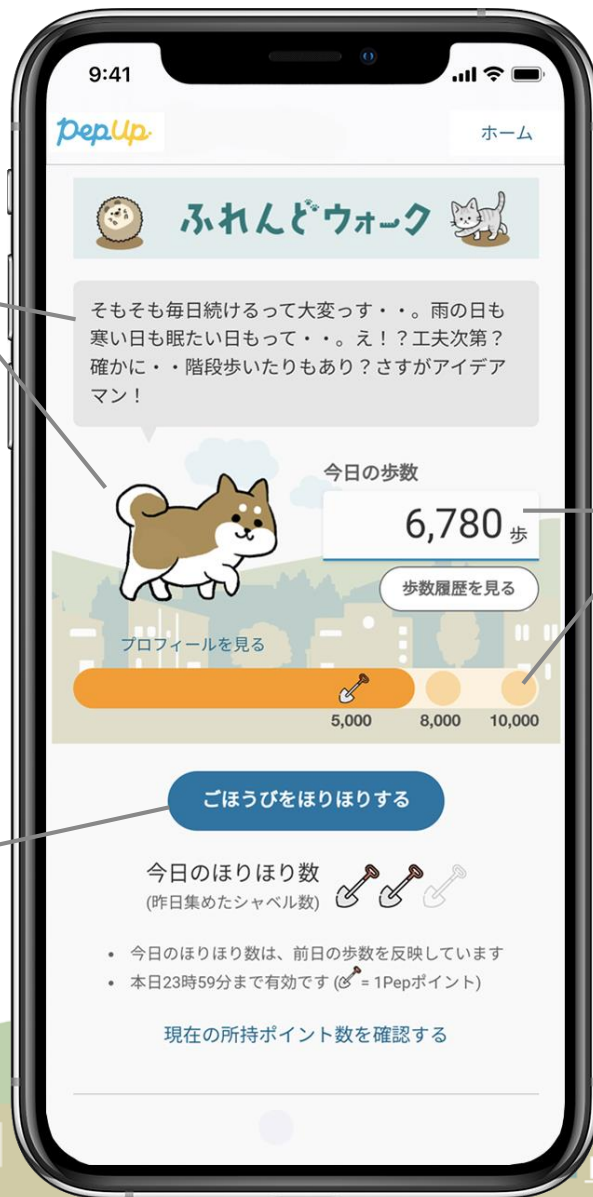 9:41
PepUp
ホーム
ふれんどウォーク
そもそも毎日続けるって大変っす・・。雨の日も
寒い日も眠たい日もって・・。え！？工夫次第？
確かに・・階段歩いたりもあり？さすがアイデア
マン！
今日の歩数
6,780 歩
歩数履歴を見る
プロフィールを見る
5,000 8,000 10,000
ごほうびをほりほりする
今日のほりほり数
(昨日集めたシャベル数)
• 今日のほりほり数は、前日の歩数を反映しています
• 本日23時59分まで有効です ( = 1Pepポイント)
現在の所持ポイント数を確認する